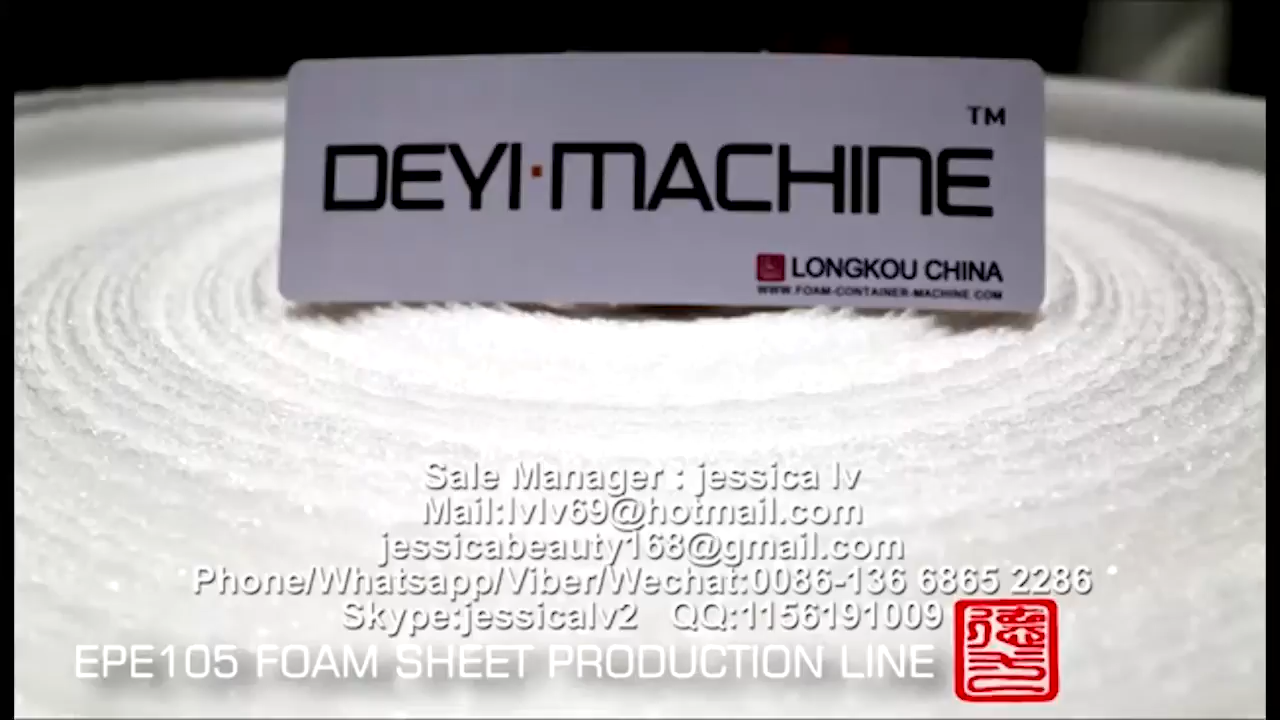 TM
DEYI·MACHINE
LONGKOU CHINA
WWW.FOAM-CONTAINER-MACHINE.COM
Sale Manager : jessica lv
Mail:lvlv69@hotmail.com
jessicabeauty168@gmail.com
Phone/Whatsapp/Viber/Wechat:0086-136 6865 2286
Skype:jessicalv2 QQ:1156191009
EPE105 FOAM SHEET PRODUCTION LINE